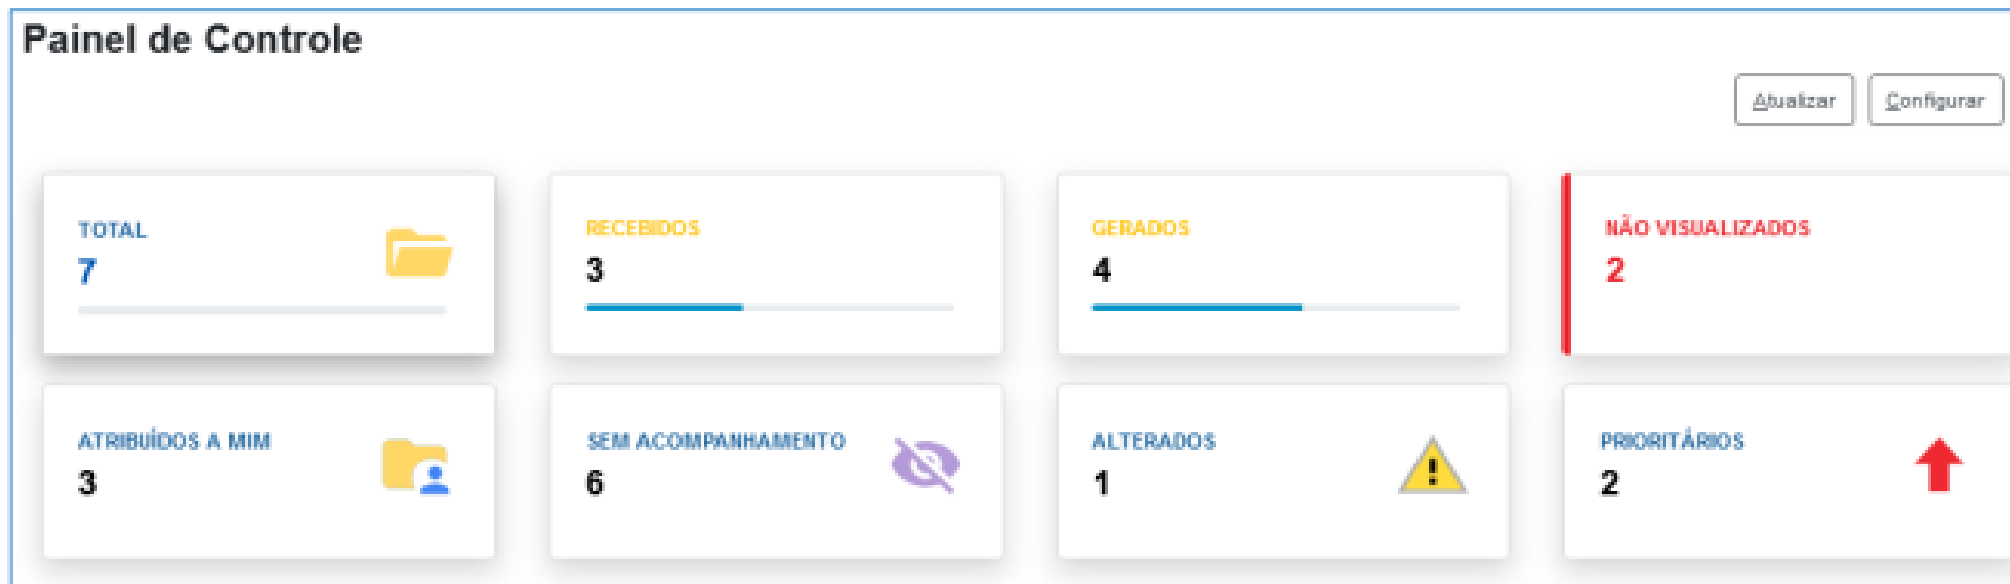 Painel de Controle
Atualizar
Configurar
TOTAL
7
RECEBIDOS
3
GERADOS
4
NÃO VISUALIZADOS
2
ATRIBUÍDOS A MIM
3
SEM ACOMPANHAMENTO
6
ALTERADOS
1
PRIORITÁRIOS
2